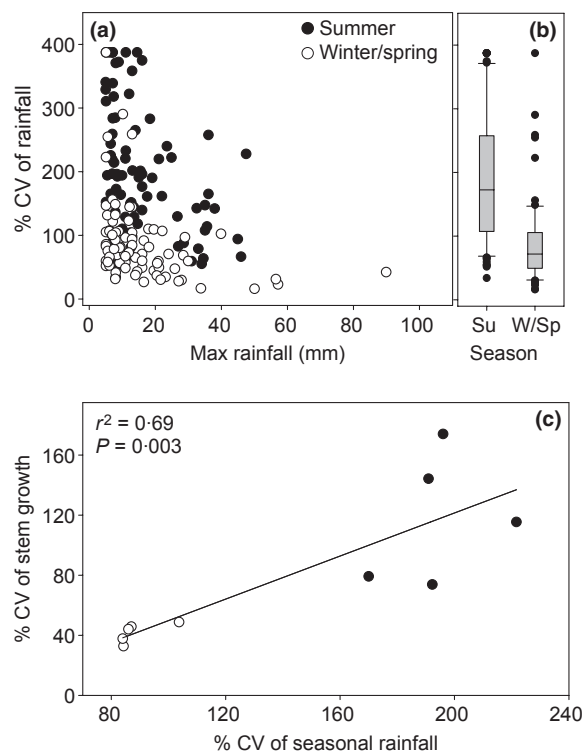 (a)
Summer
Winter/spring
(b)
% CV of rainfall
400
300
200
100
0
0 20 40 60 80 100
Max rainfall (mm)
Su W/Sp
Season
r² = 0·69
P = 0·003
(c)
% CV of stem growth
160
120
80
40
0
80 120 160 200 240
% CV of seasonal rainfall